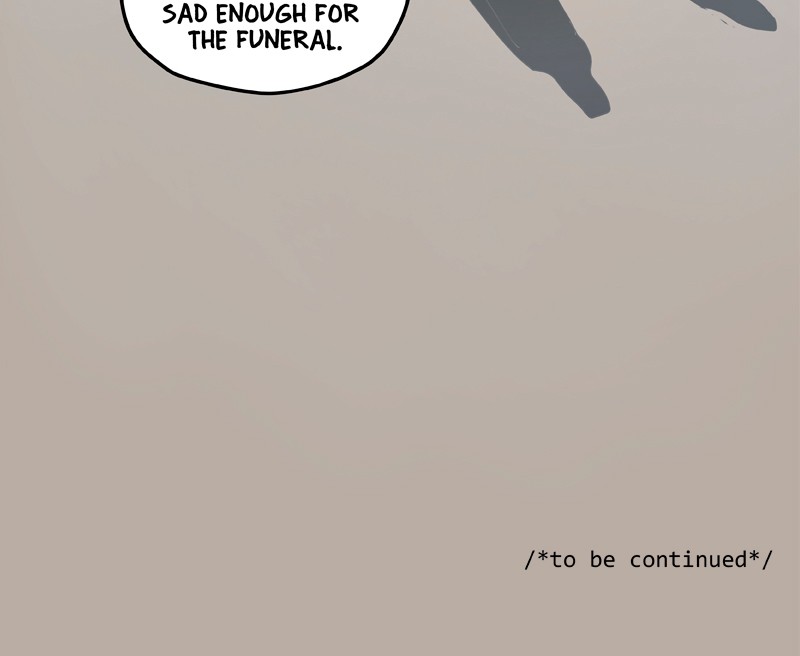 SAD ENOUGH FOR
THE FUNERAL.
/*to be continued*/